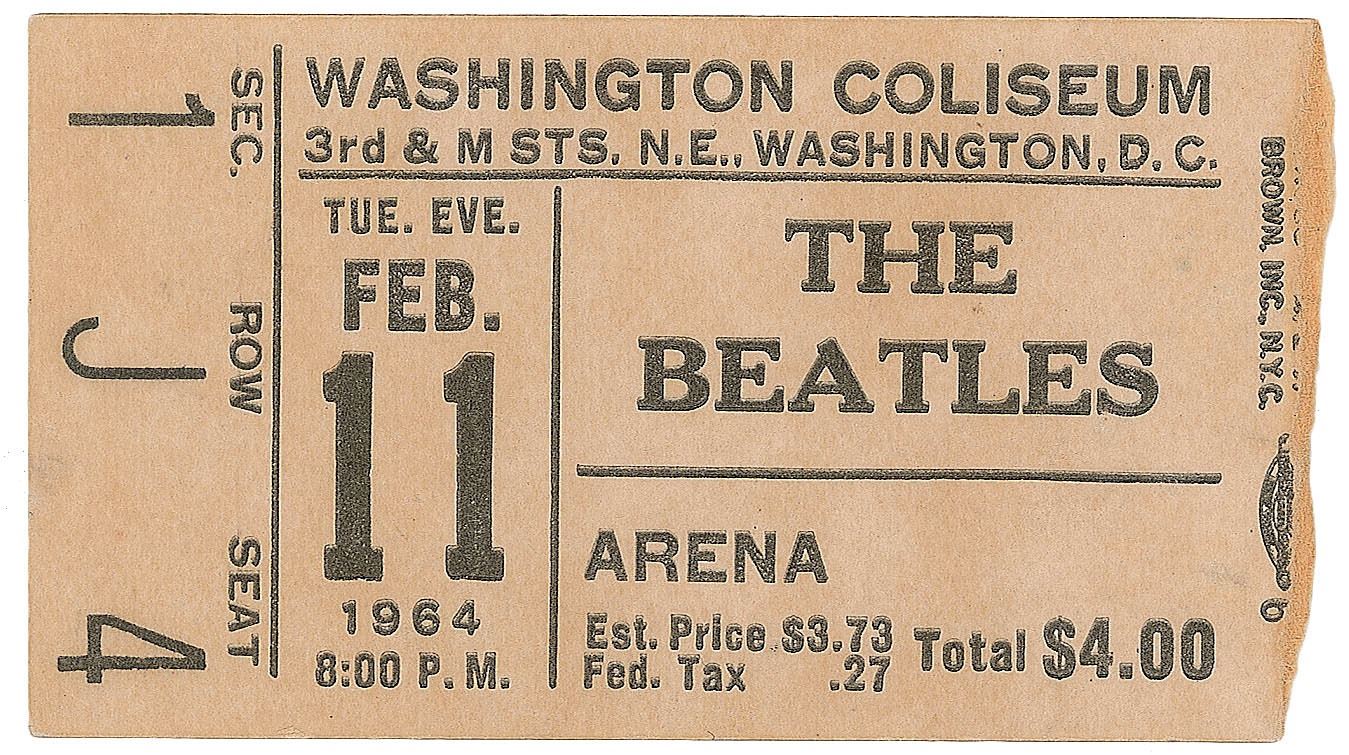 SEC. ROW SEAT
1 J 4
WASHINGTON COLISEUM
3rd & M STS. N.E., WASHINGTON, D. C.
TUE. EVE.
FEB.
11
1964
8:00 P. M.
THE
BEATLES
ARENA
Est. Price $3.73
Fed. Tax .27
Total $4.00
BROWN, INC., N.Y.C.